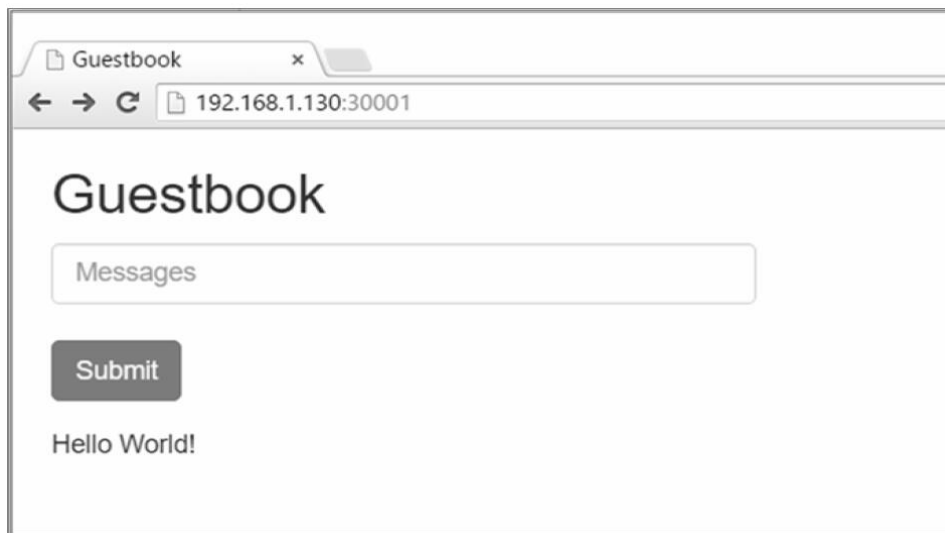 Guestbook
192.168.1.130:30001
Guestbook
Messages
Submit
Hello World!